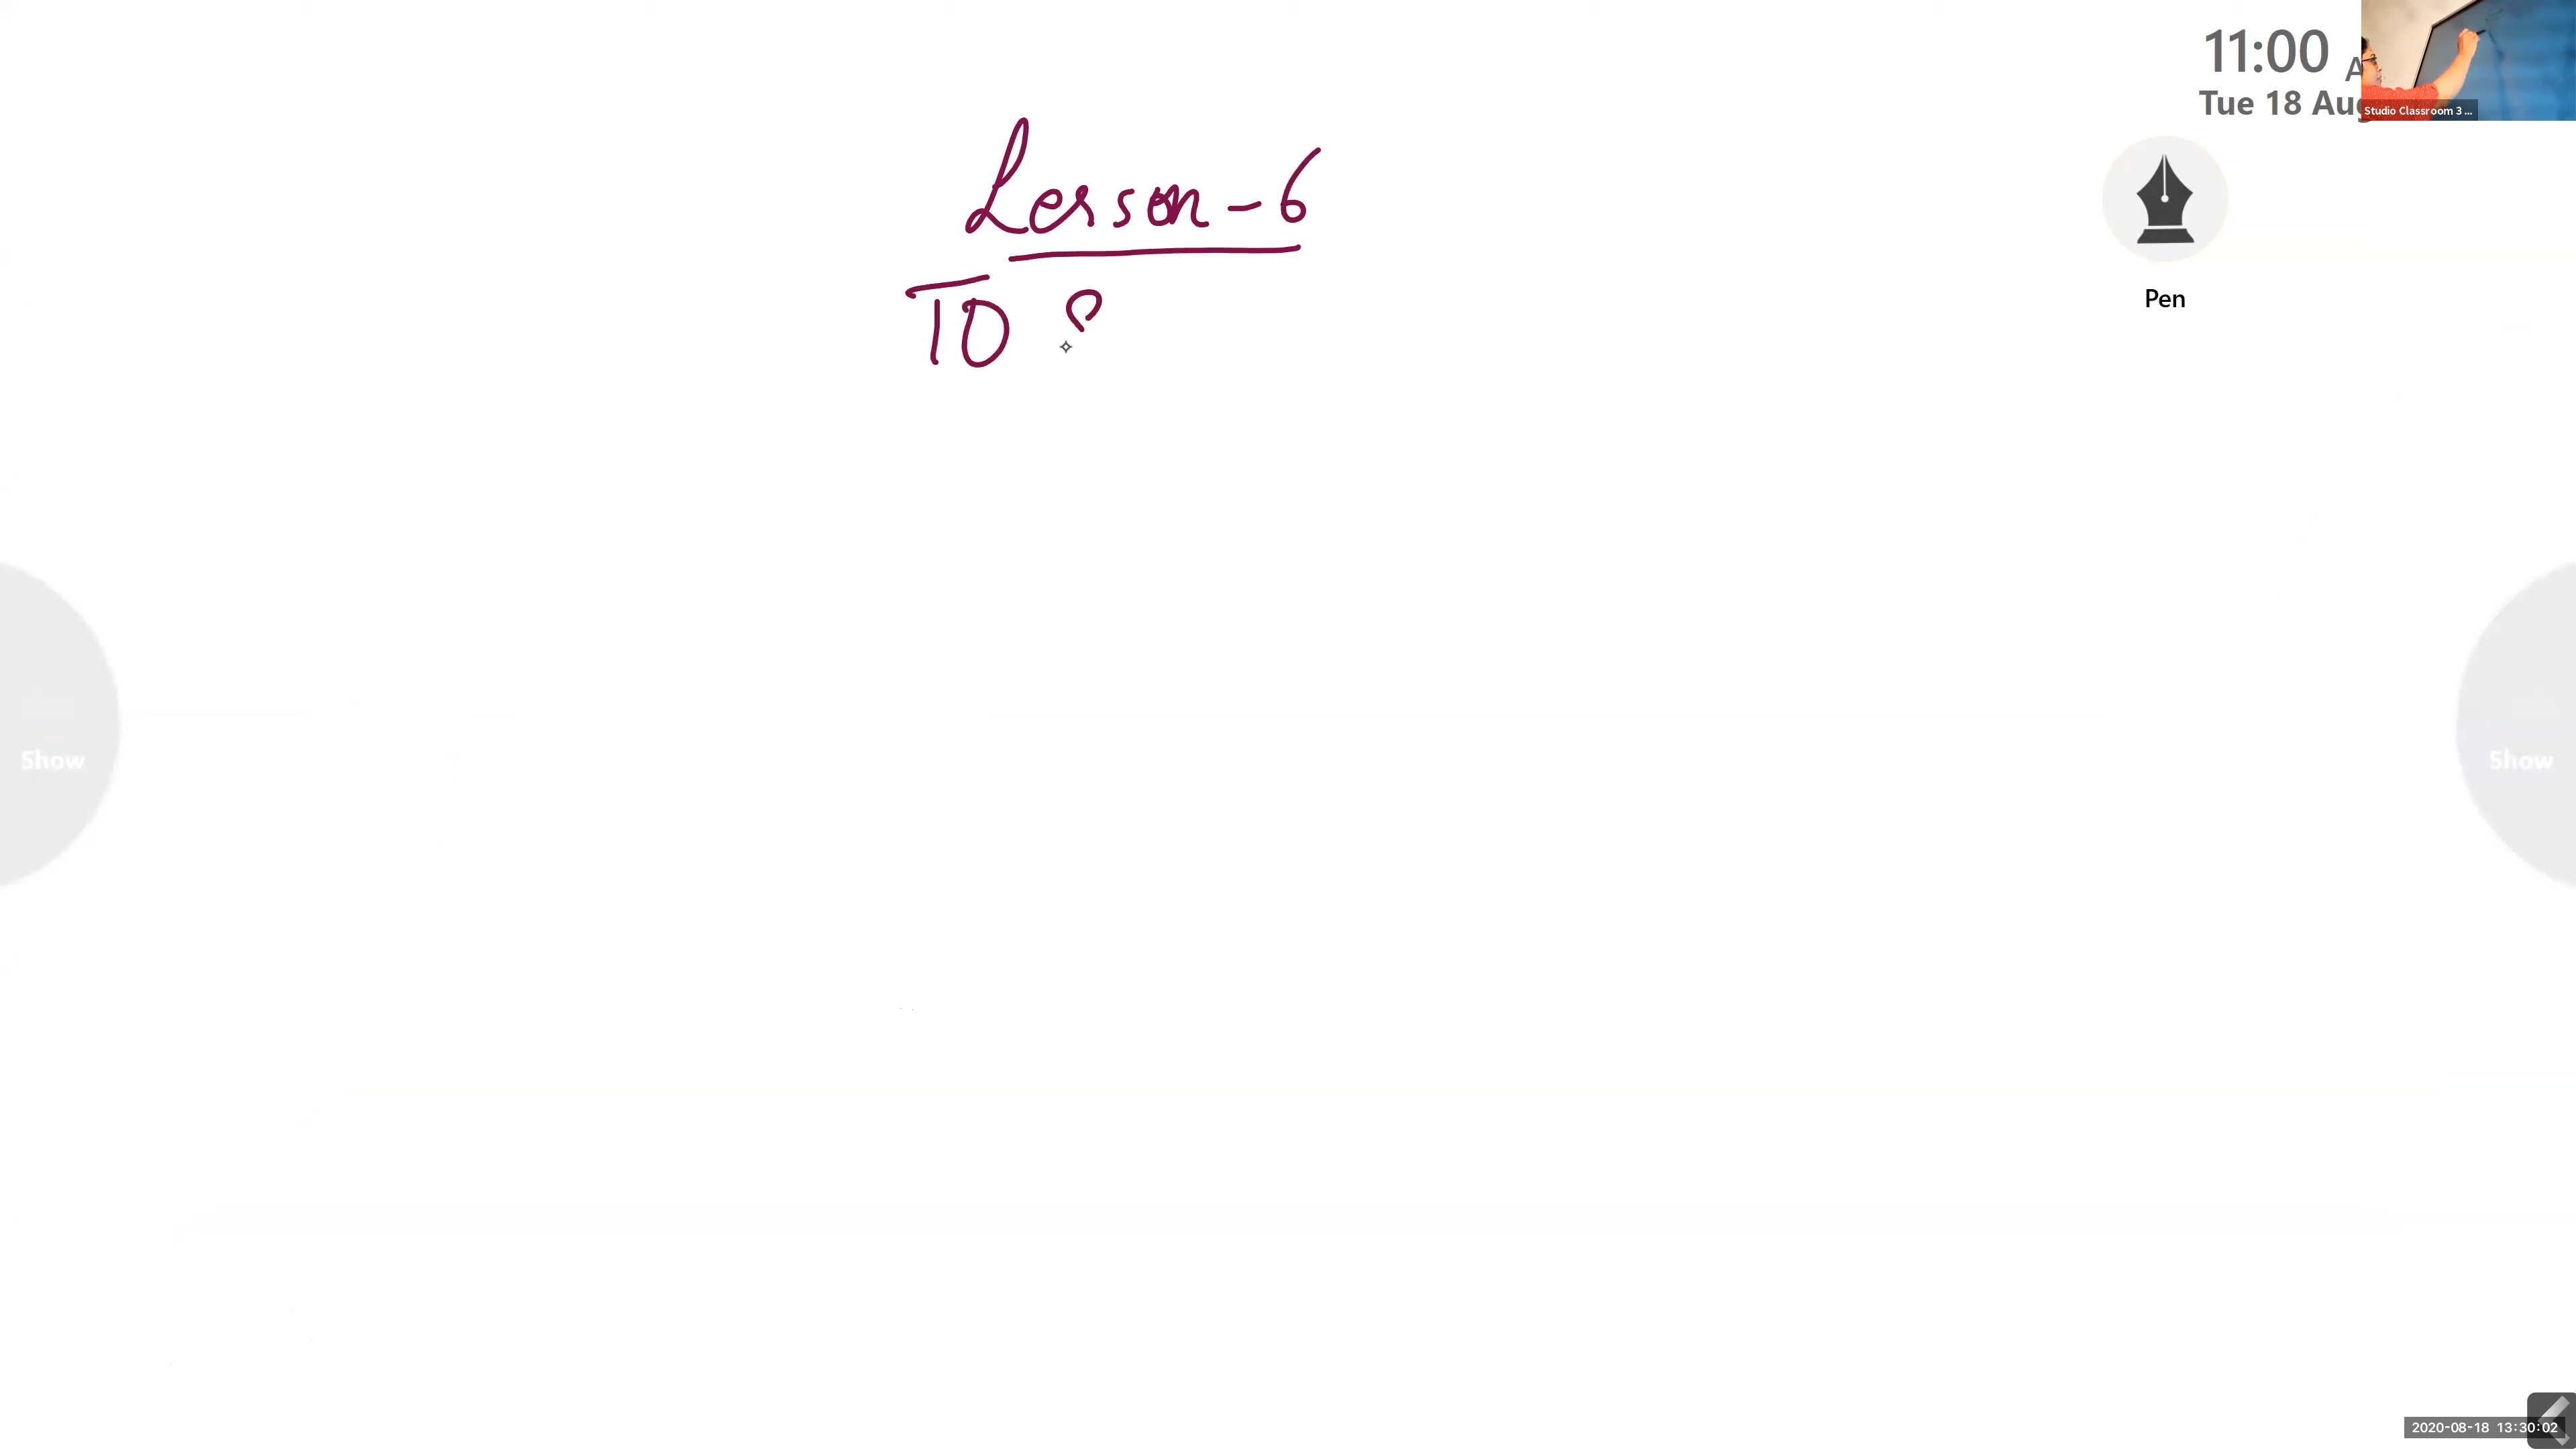 11:00 A
Tue 18 Aug
Studio Classroom 3 ...
Lesson-6
TO
Pen
Show
Show
2020-08-18 13:30:02